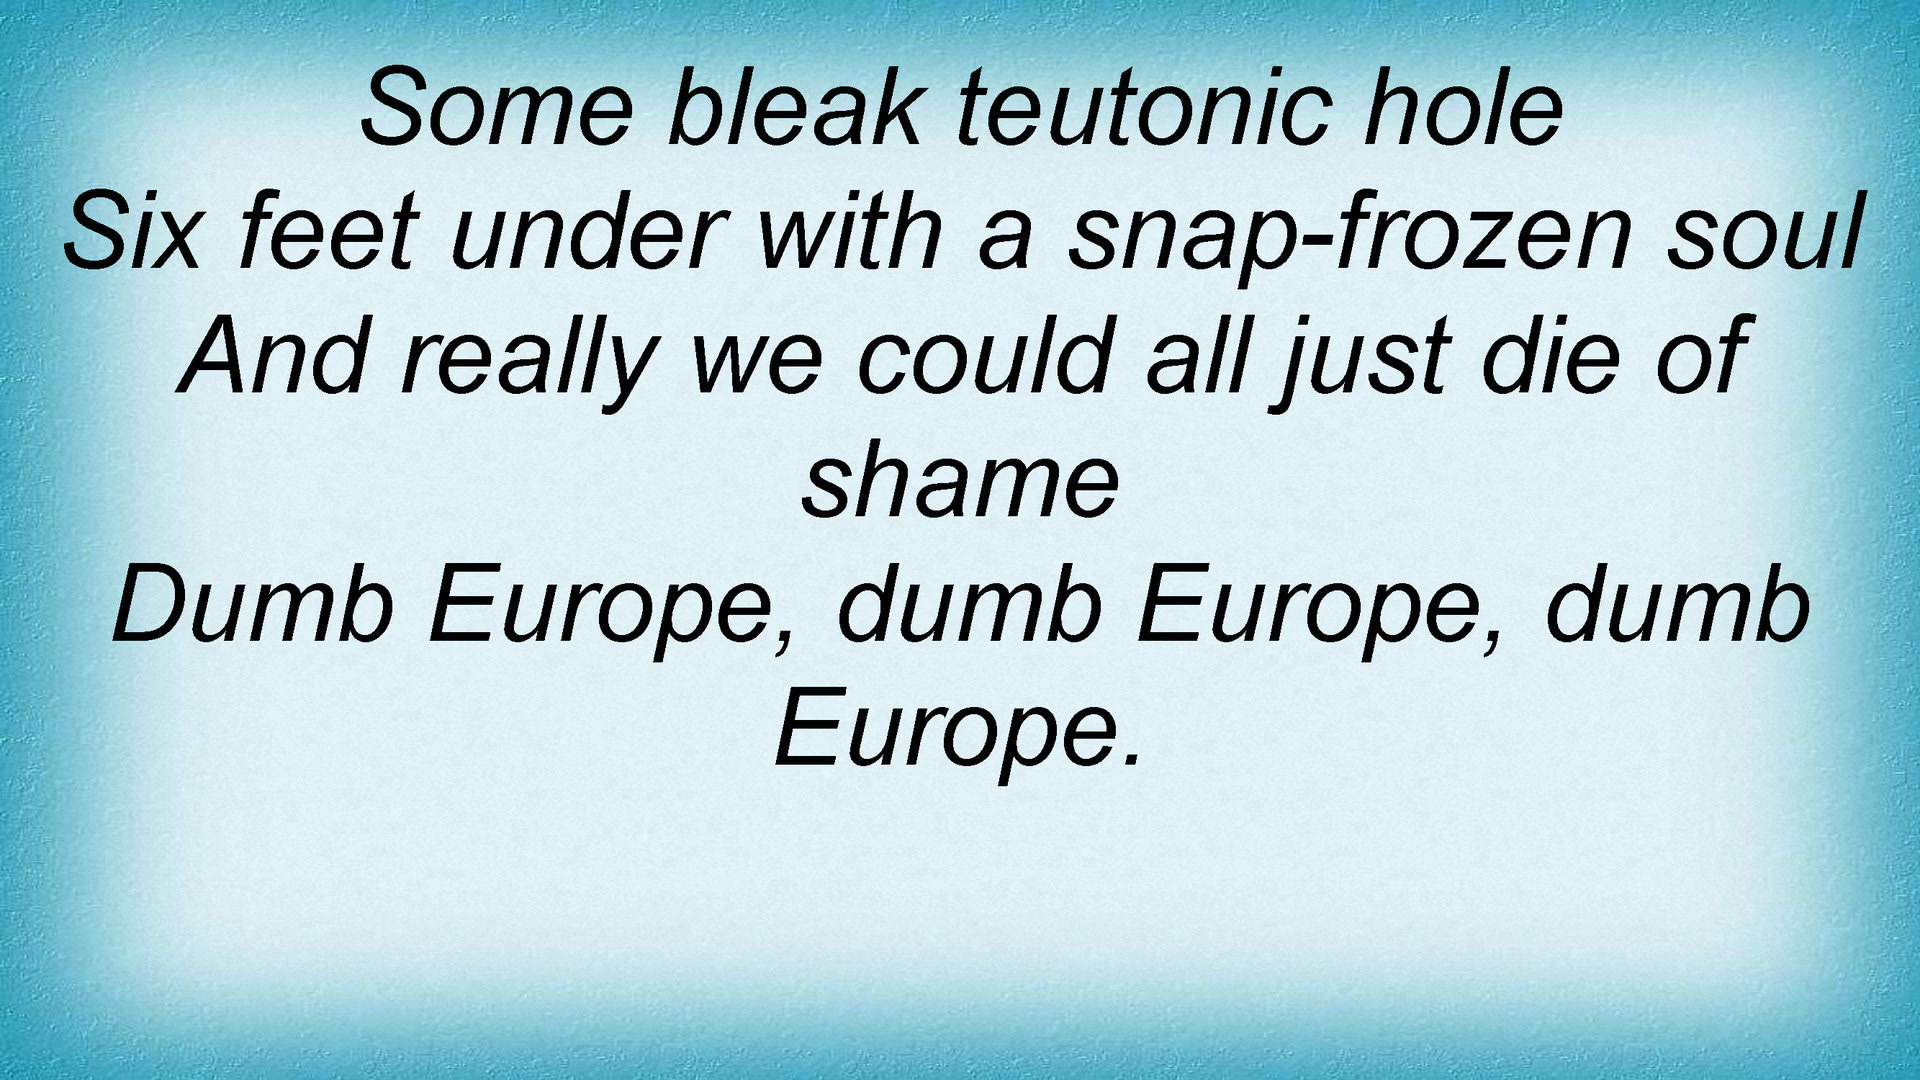 Some bleak teutonic hole
Six feet under with a snap-frozen soul
And really we could all just die of
shame
Dumb Europe, dumb Europe, dumb
Europe.